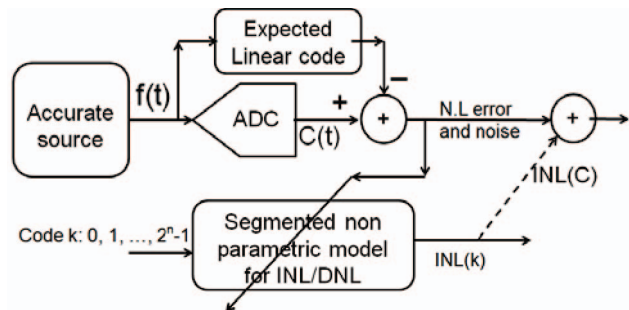 Expected
Linear code
Accurate
source
f(t)
ADC
C(t)
+
−
+
N.L error
and noise
+
INL(C)
Code k: 0, 1, ..., 2ⁿ-1
Segmented non
parametric model
for INL/DNL
INL(k)